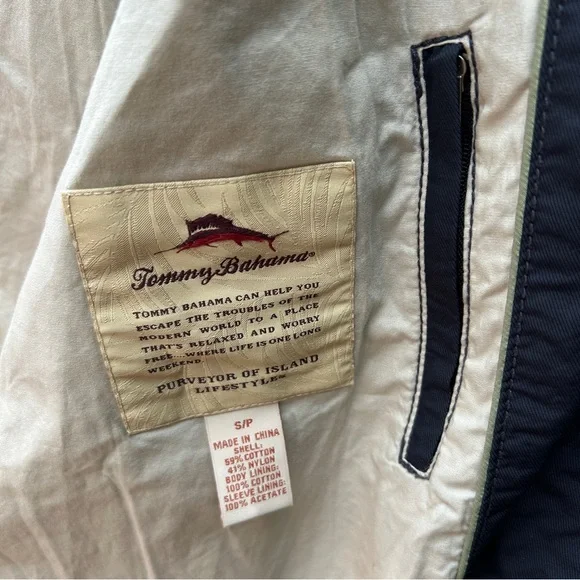 Tommy Bahama®
TOMMY BAHAMA CAN HELP YOU
ESCAPE THE TROUBLES OF THE
MODERN WORLD TO A PLACE
THAT'S RELAXED AND WORRY
FREE...WHERE LIFE IS ONE LONG
WEEKEND.
PURVEYOR OF ISLAND
LIFESTYLES
S/P
MADE IN CHINA
SHELL:
59% COTTON
41% NYLON
BODY LINING:
100% COTTON
SLEEVE LINING:
100% ACETATE